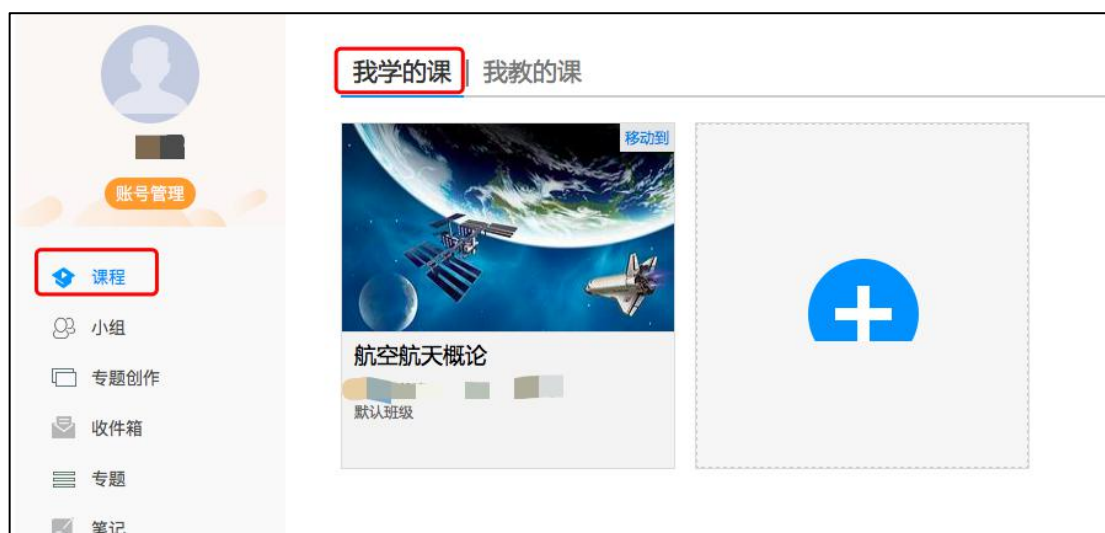 我学的课 | 我教的课
账号管理
课程
小组
专题创作
收件箱
专题
笔记
移动到
航空航天概论
默认班级